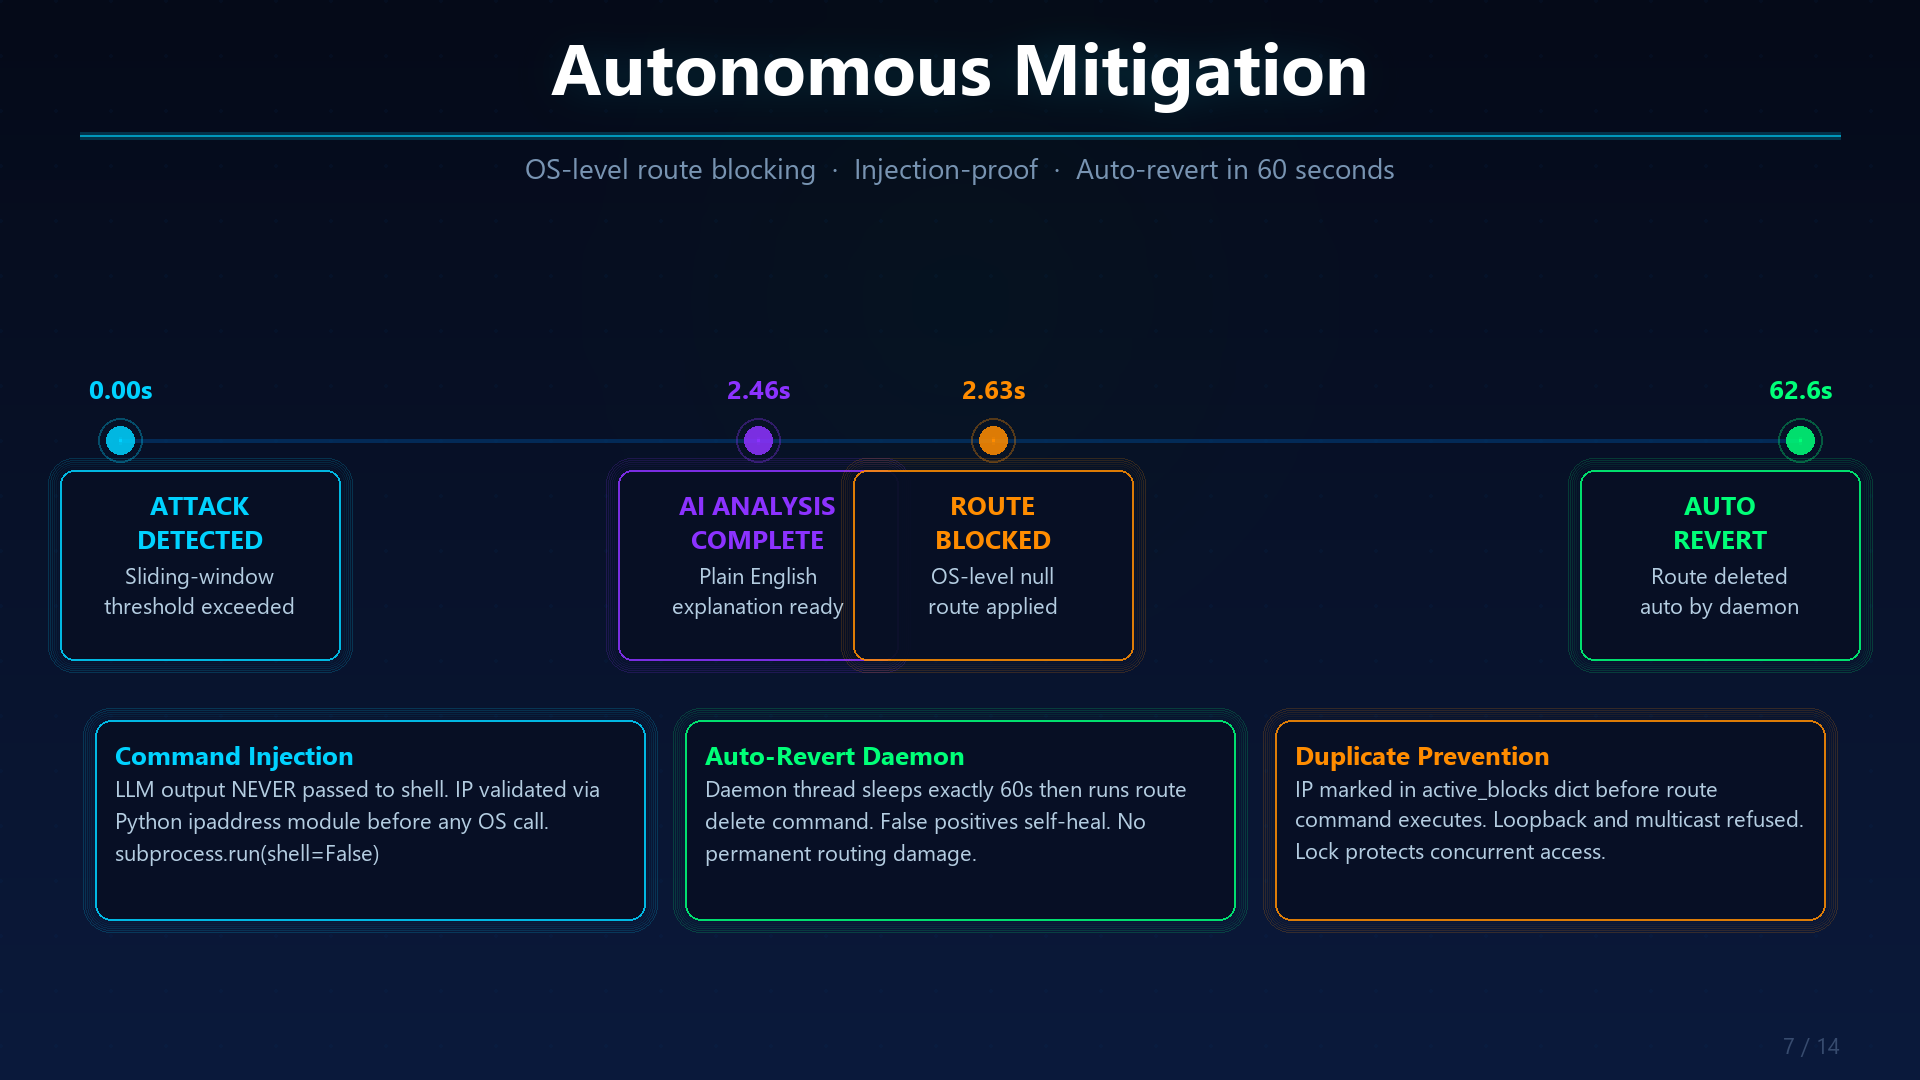 Autonomous Mitigation
OS-level route blocking · Injection-proof · Auto-revert in 60 seconds
0.00s
2.46s
2.63s
62.6s
ATTACK
DETECTED
Sliding-window
threshold exceeded
AI ANALYSIS
COMPLETE
Plain English
explanation ready
ROUTE
BLOCKED
OS-level null
route applied
AUTO
REVERT
Route deleted
auto by daemon
Command Injection
LLM output NEVER passed to shell. IP validated via
Python ipaddress module before any OS call.
subprocess.run(shell=False)
Auto-Revert Daemon
Daemon thread sleeps exactly 60s then runs route
delete command. False positives self-heal. No
permanent routing damage.
Duplicate Prevention
IP marked in active_blocks dict before route
command executes. Loopback and multicast refused.
Lock protects concurrent access.
7 / 14